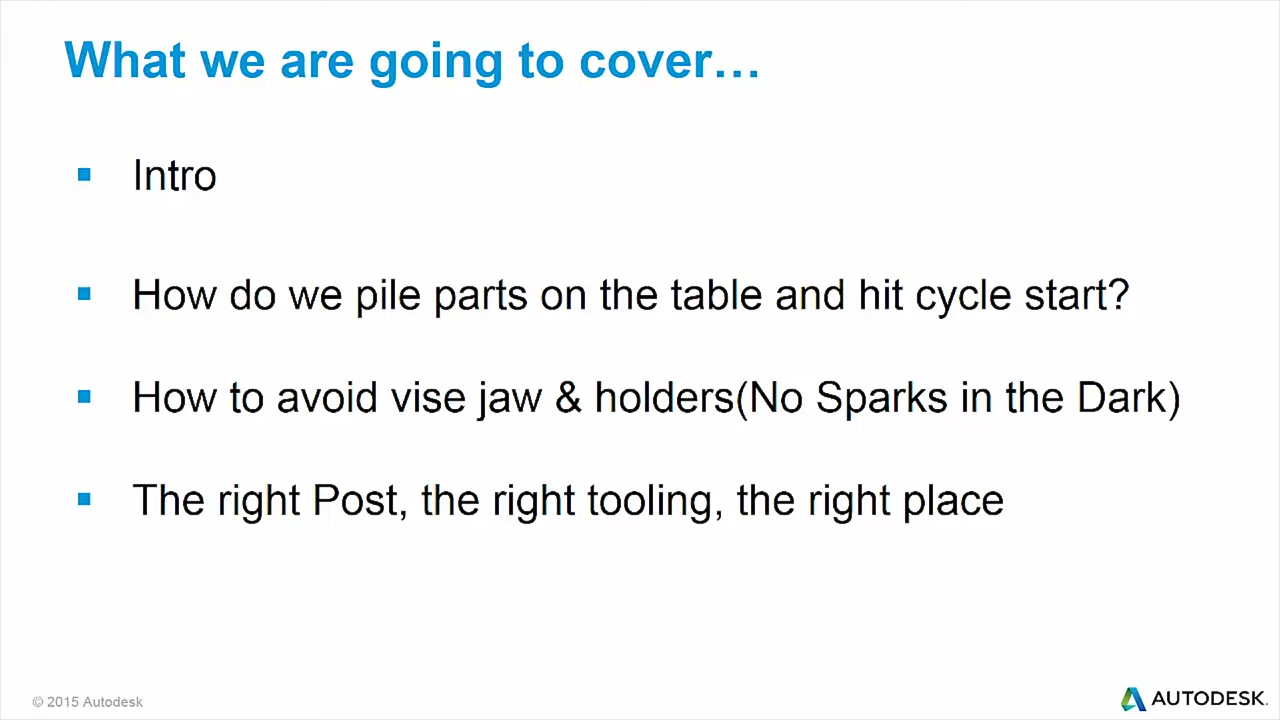 What we are going to cover…
Intro
How do we pile parts on the table and hit cycle start?
How to avoid vise jaw & holders(No Sparks in the Dark)
The right Post, the right tooling, the right place
© 2015 Autodesk
AUTODESK.